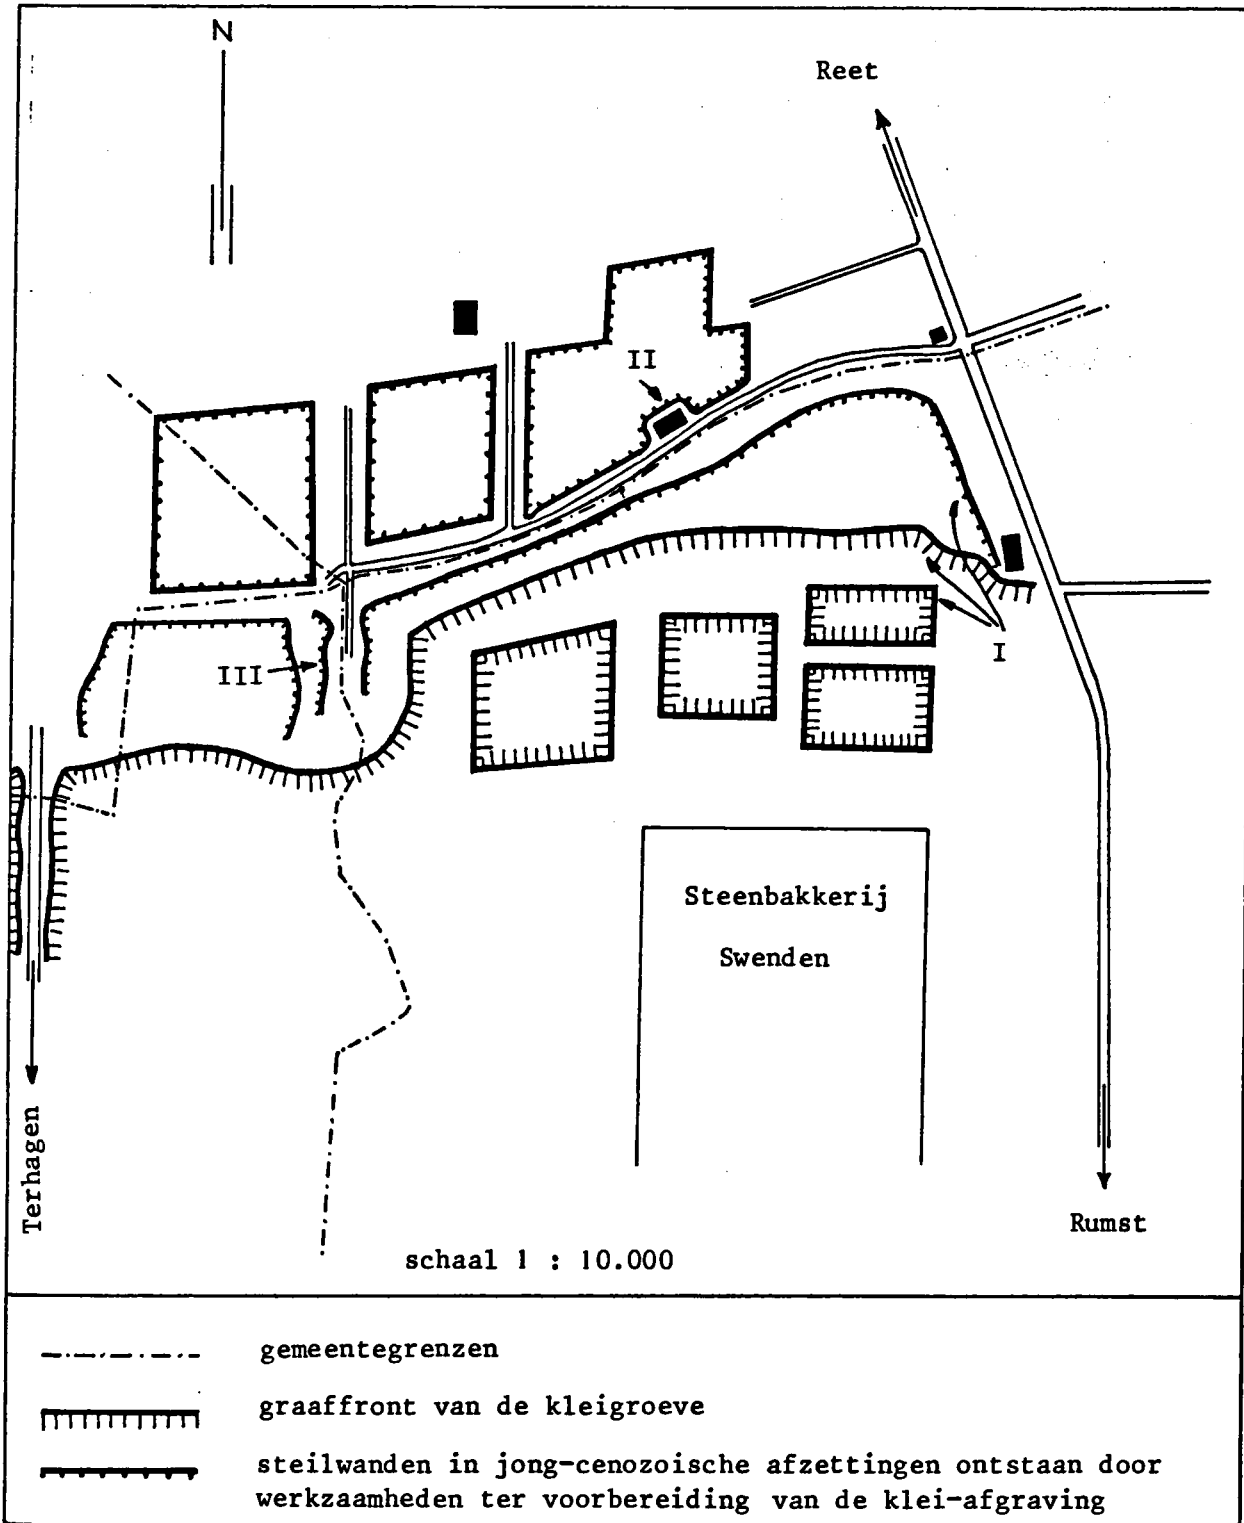 N
Reet
II
III
I
Steenbakkerij
Swenden
Terhagen
Rumst
schaal 1 : 10.000
gemeentegrenzen
graaffront van de kleigroeve
steilwanden in jong-cenozoische afzettingen ontstaan door
werkzaamheden ter voorbereiding van de klei-afgraving